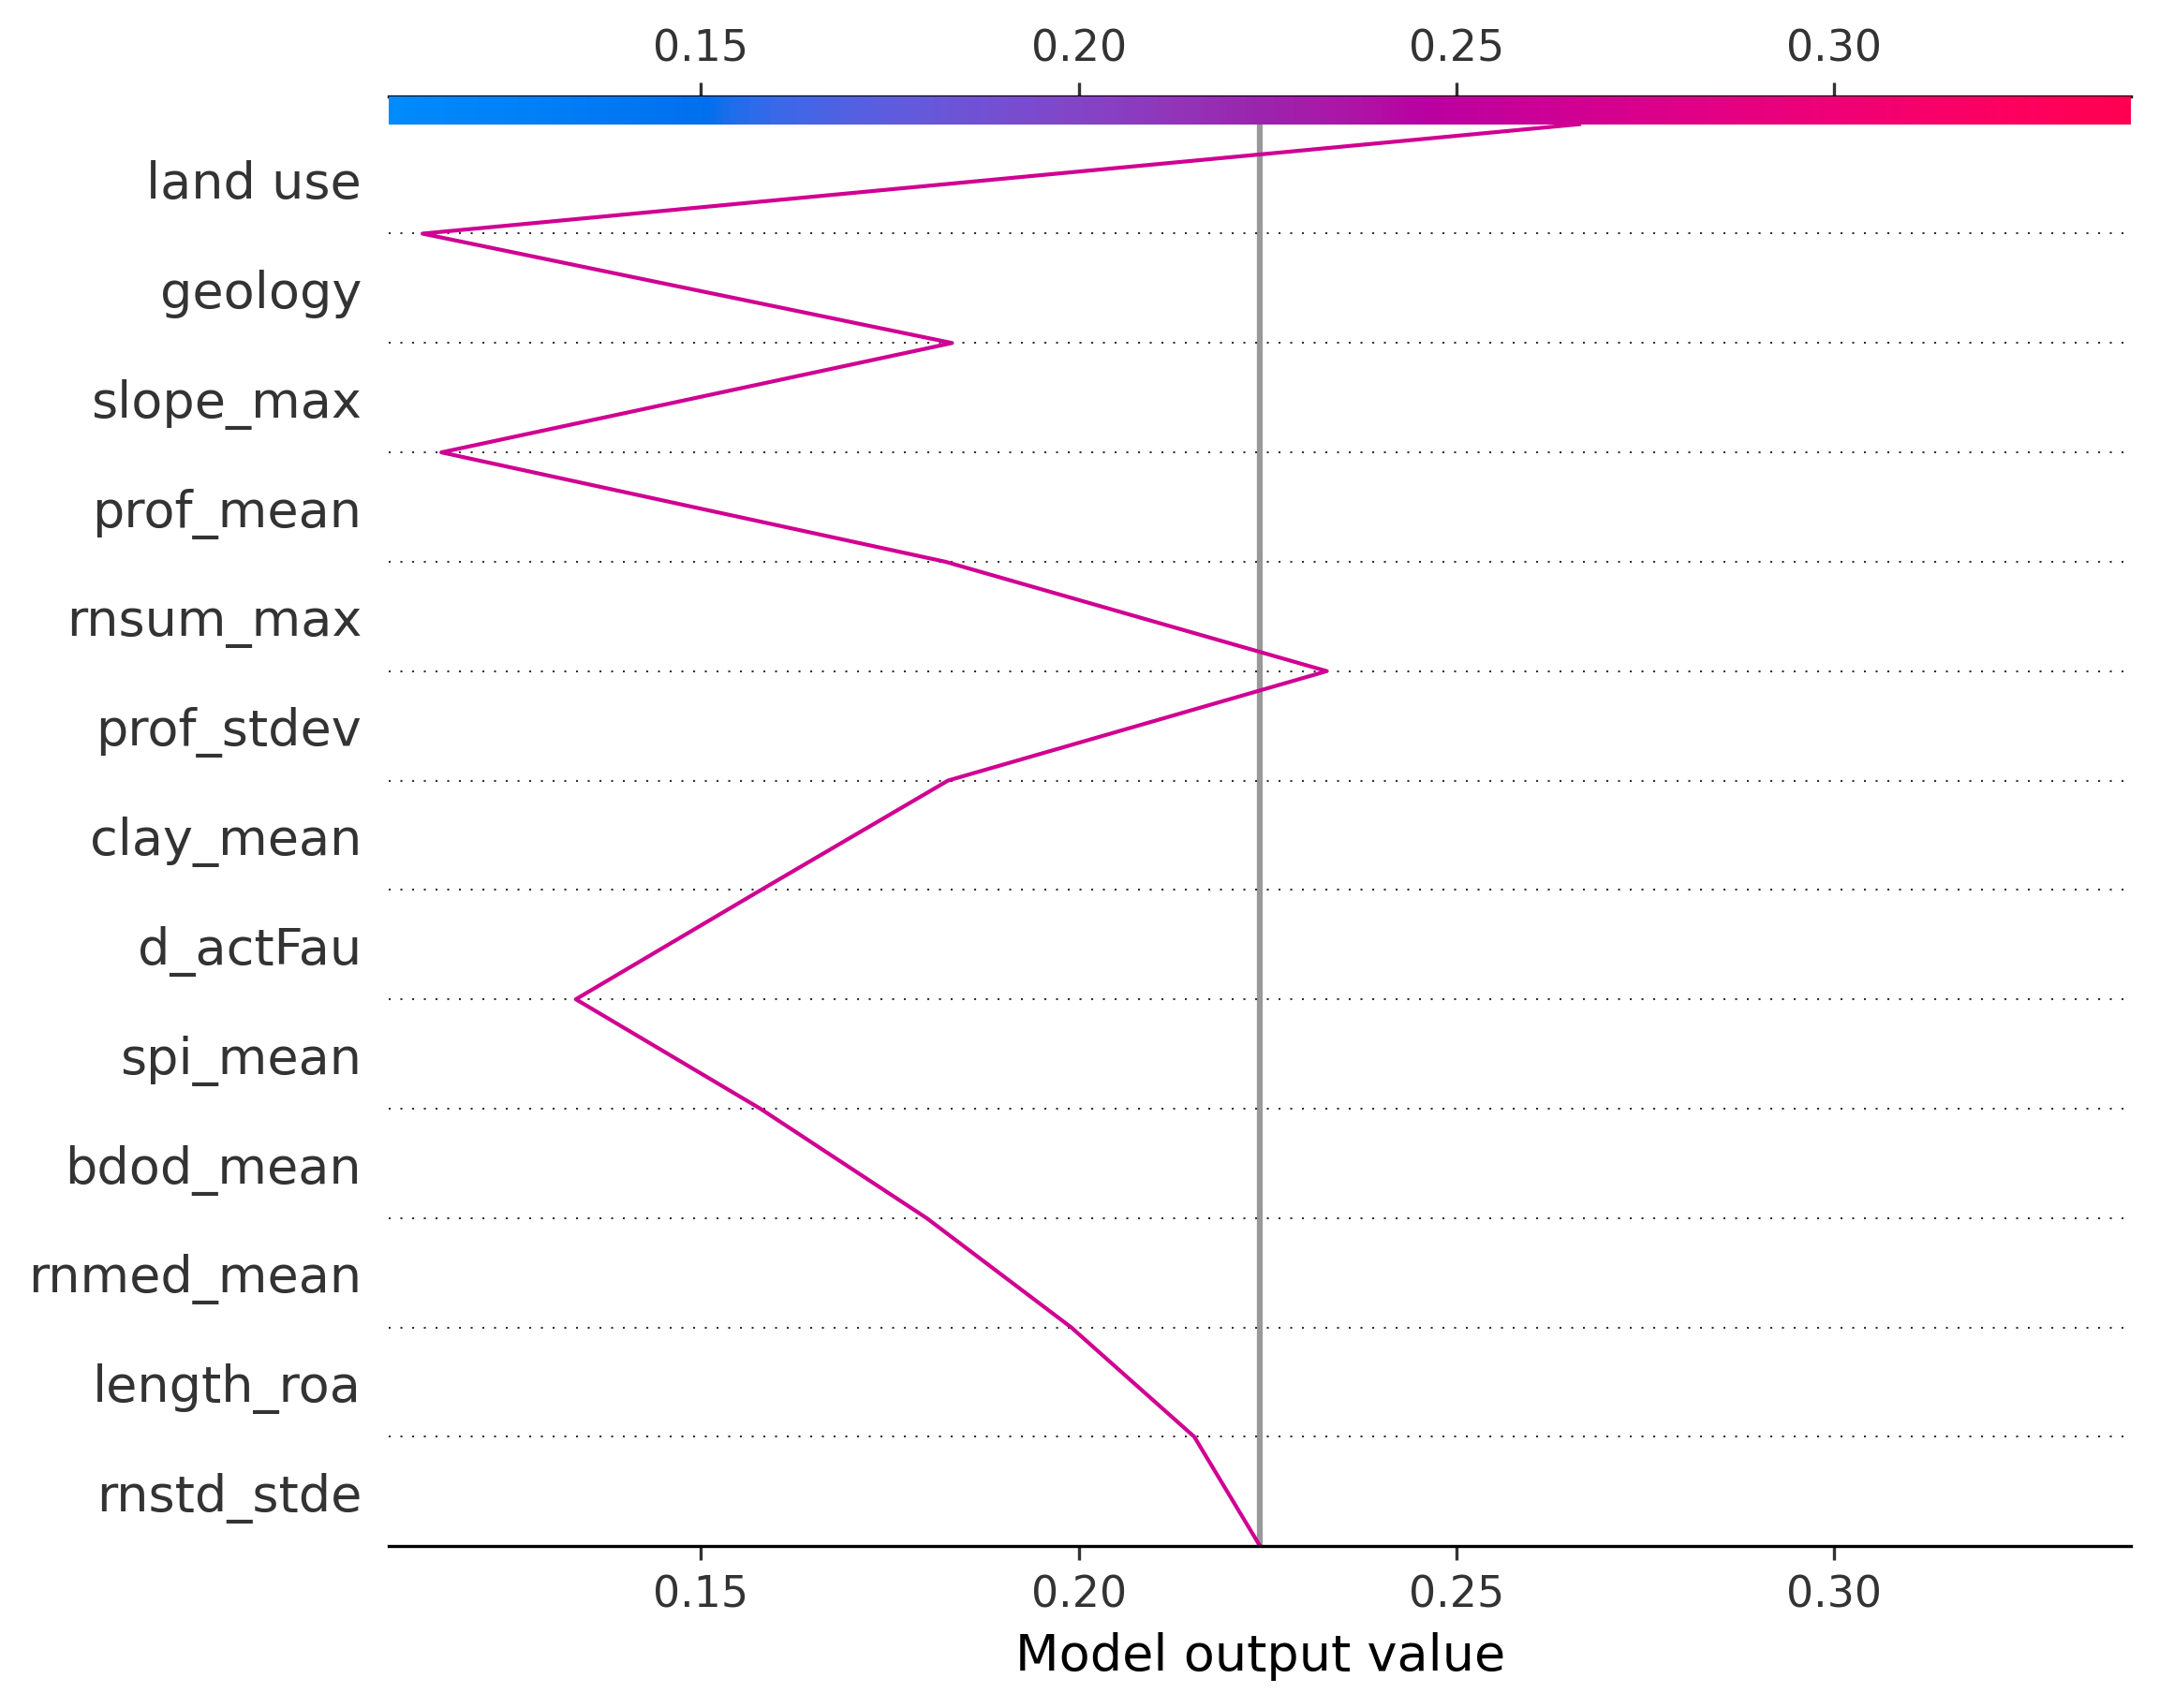 0.15 0.20 0.25 0.30
land use
geology
slope_max
prof_mean
rnsum_max
prof_stdev
clay_mean
d_actFau
spi_mean
bdod_mean
rnmed_mean
length_roa
rnstd_stde
0.15 0.20 0.25 0.30
Model output value